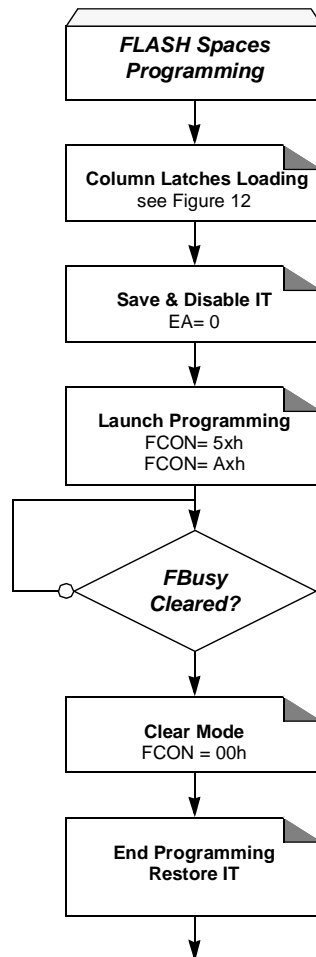 FLASH Spaces
Programming
Column Latches Loading
see Figure 12
Save & Disable IT
EA= 0
Launch Programming
FCON= 5xh
FCON= Axh
FBusy
Cleared?
Clear Mode
FCON = 00h
End Programming
Restore IT